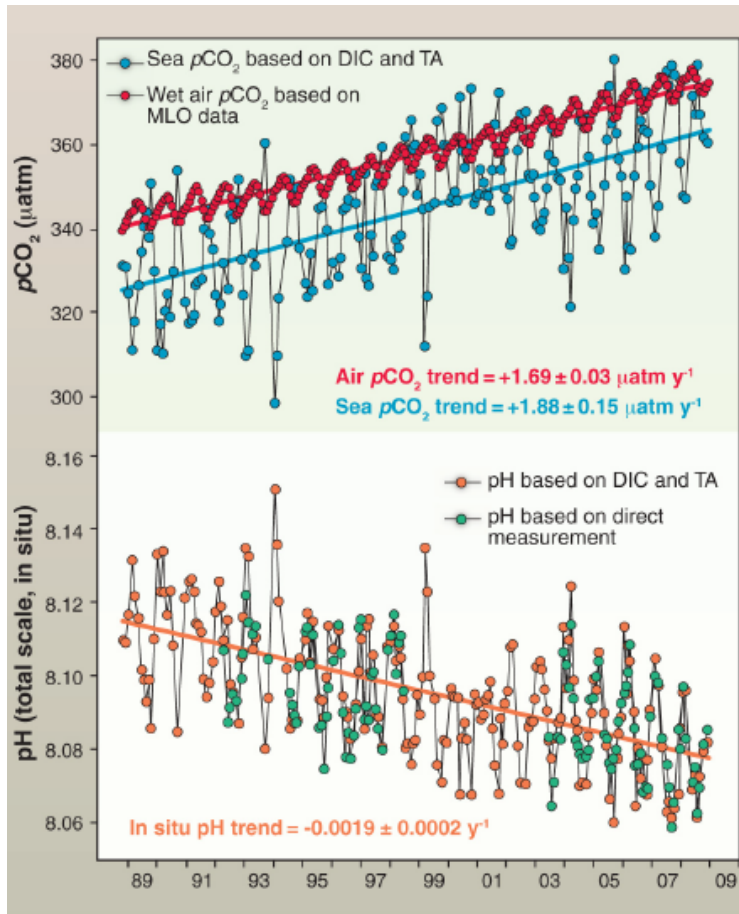 380
360
340
320
300
pCO₂ (μatm)
Sea pCO₂ based on DIC and TA
Wet air pCO₂ based on
MLO data
Air pCO₂ trend = +1.69 ± 0.03 μatm y⁻¹
Sea pCO₂ trend = +1.88 ± 0.15 μatm y⁻¹
8.16
8.14
8.12
8.10
8.08
8.06
pH (total scale, in situ)
pH based on DIC and TA
pH based on direct
measurement
In situ pH trend = -0.0019 ± 0.0002 y⁻¹
89 91 93 95 97 99 01 03 05 07 09